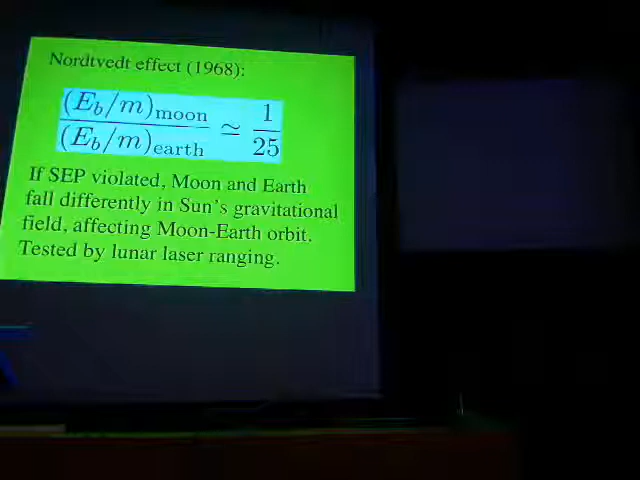 Nordtvedt effect (1968):
(E_b/m)_moon / (E_b/m)_earth ≃ 1/25
If SEP violated, Moon and Earth
fall differently in Sun's gravitational
field, affecting Moon-Earth orbit.
Tested by lunar laser ranging.